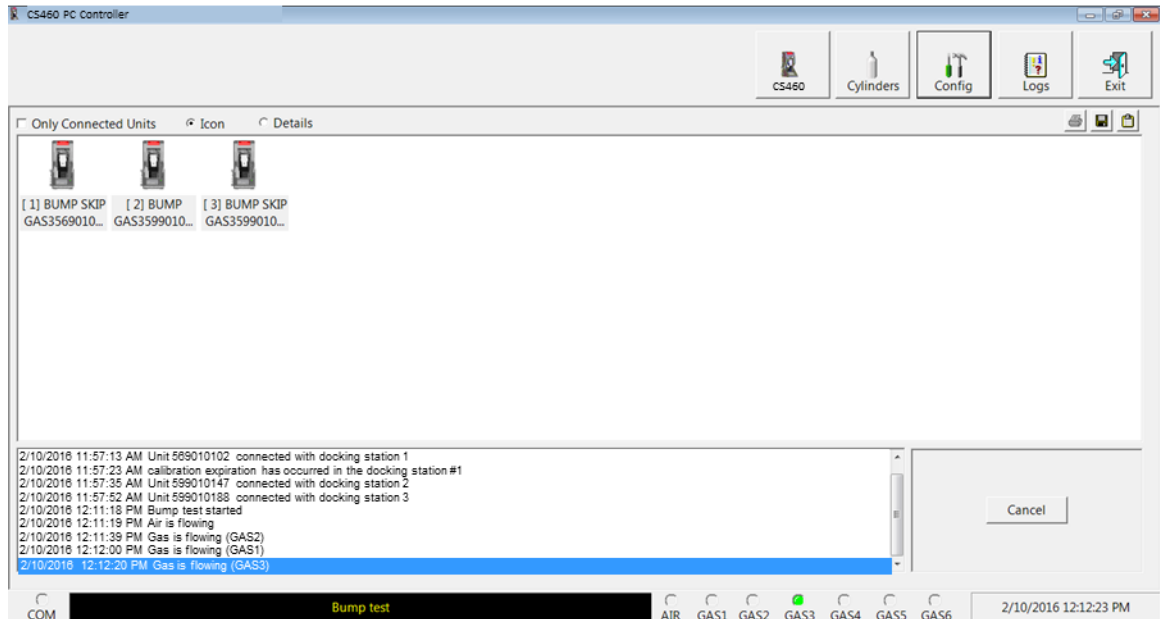 CS460 PC Controller
CS460 Cylinders Config Logs Exit
Only Connected Units Icon Details
[ 1] BUMP SKIP [ 2] BUMP [ 3] BUMP SKIP
GAS3569010... GAS3599010... GAS3599010...
2/10/2016 11:57:13 AM Unit 569010102 connected with docking station 1
2/10/2016 11:57:23 AM calibration expiration has occurred in the docking station #1
2/10/2016 11:57:35 AM Unit 599010147 connected with docking station 2
2/10/2016 11:57:52 AM Unit 599010188 connected with docking station 3
2/10/2016 12:11:18 PM Bump test started
2/10/2016 12:11:19 PM Air is flowing
2/10/2016 12:11:39 PM Gas is flowing (GAS2)
2/10/2016 12:12:00 PM Gas is flowing (GAS1)
2/10/2016 12:12:20 PM Gas is flowing (GAS3)
Cancel
COM Bump test AIR GAS1 GAS2 GAS3 GAS4 GAS5 GAS6 2/10/2016 12:12:23 PM